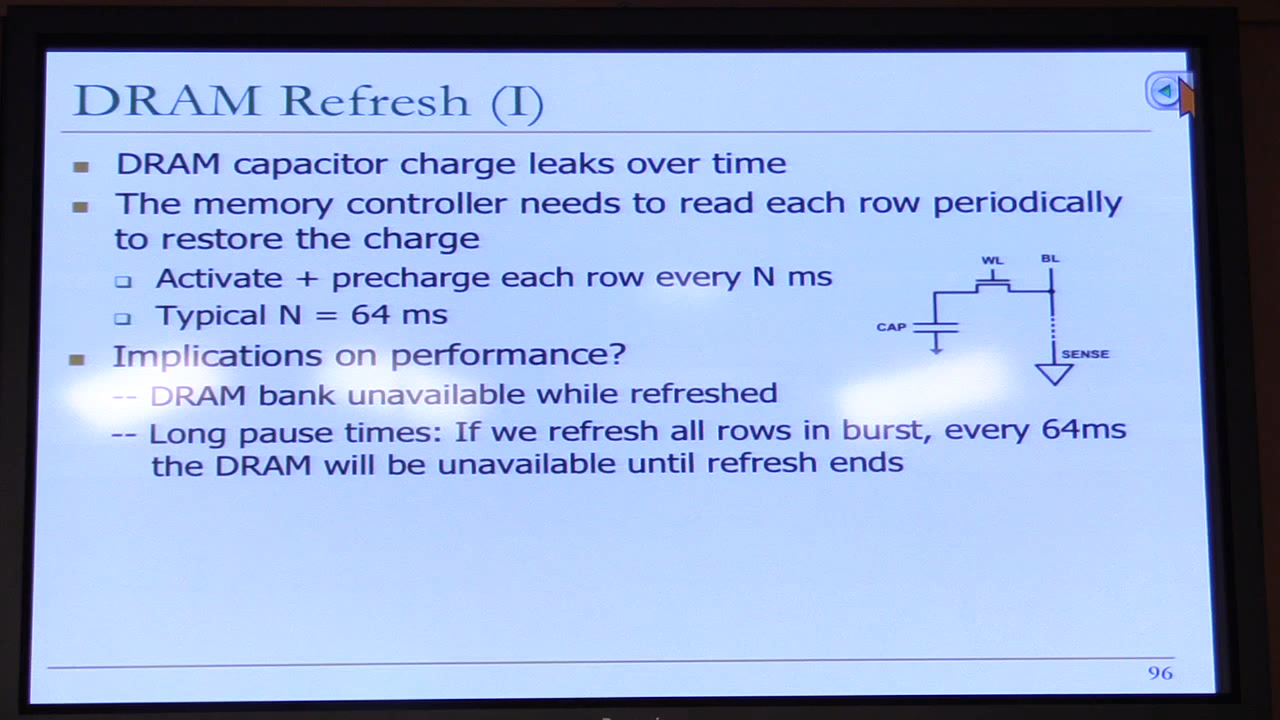 DRAM Refresh (I)
DRAM capacitor charge leaks over time
The memory controller needs to read each row periodically
to restore the charge
Activate + precharge each row every N ms
Typical N = 64 ms
WL
BL
CAP
SENSE
Implications on performance?
-- DRAM bank unavailable while refreshed
-- Long pause times: If we refresh all rows in burst, every 64ms
the DRAM will be unavailable until refresh ends
96